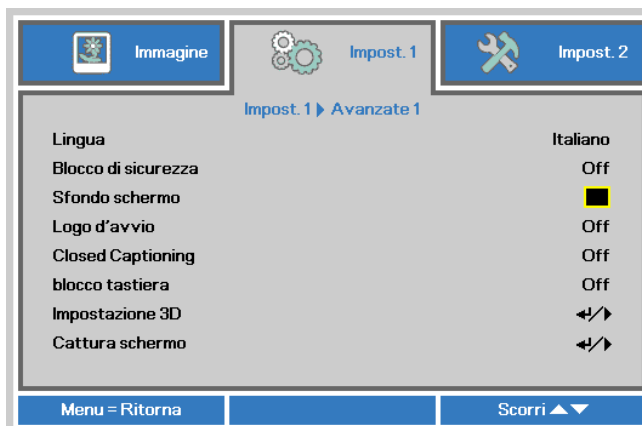 Immagine
Impost. 1
Impost. 2
Impost. 1 Avanzate 1
Lingua Italiano
Blocco di sicurezza Off
Sfondo schermo
Logo d'avvio Off
Closed Captioning Off
blocco tastiera Off
Impostazione 3D
Cattura schermo
Menu = Ritorna
Scorri